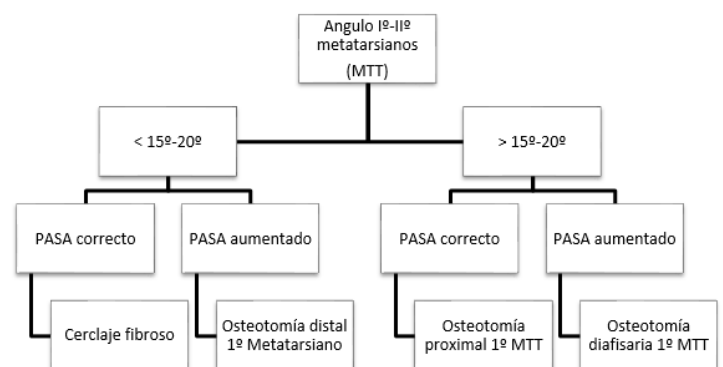 Angulo Iº-IIº
metatarsianos
(MTT)
< 15º-20º
> 15º-20º
PASA correcto
PASA aumentado
PASA correcto
PASA aumentado
Cerclaje fibroso
Osteotomía distal
1º Metatarsiano
Osteotomía
proximal 1º MTT
Osteotomía
diafisaria 1º MTT